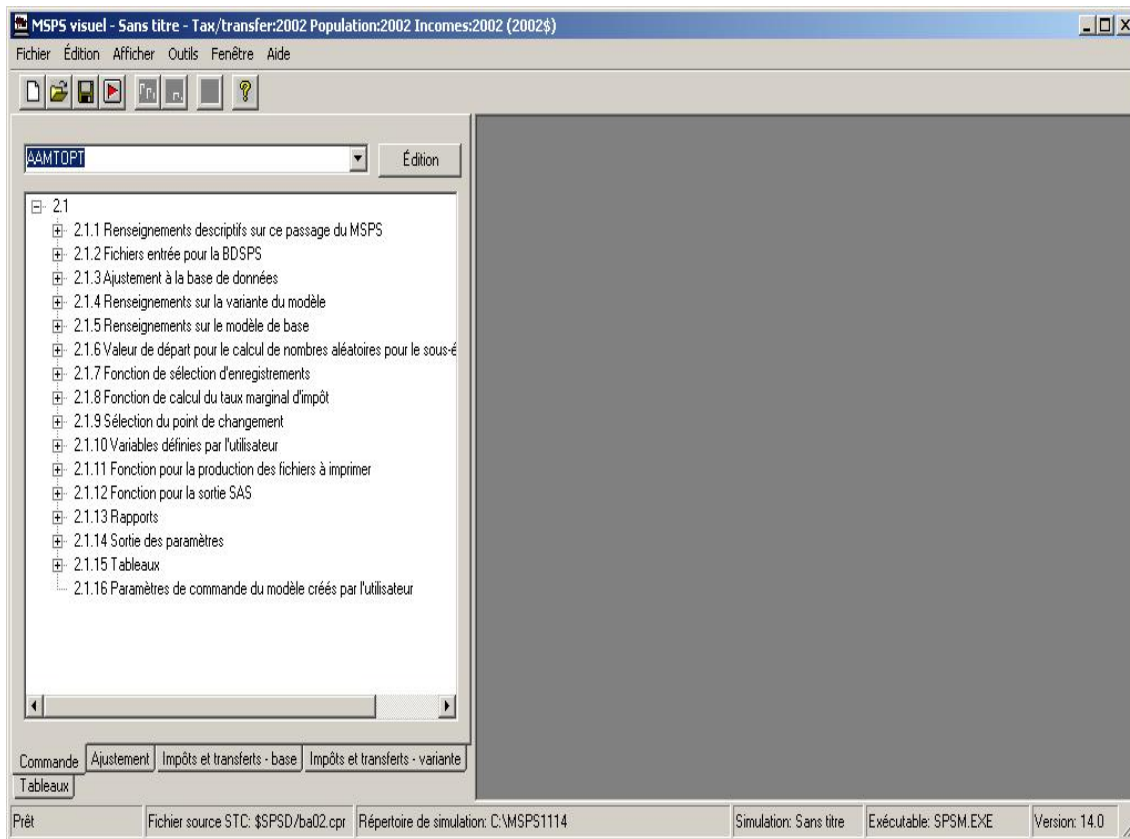 MSPS visuel - Sans titre - Tax/transfer:2002 Population:2002 Incomes:2002 (2002$)
Fichier Édition Afficher Outils Fenêtre Aide
AAMTOPT Édition
2.1
2.1.1 Renseignements descriptifs sur ce passage du MSPS
2.1.2 Fichiers entrée pour la BDSPS
2.1.3 Ajustement à la base de données
2.1.4 Renseignements sur la variante du modèle
2.1.5 Renseignements sur le modèle de base
2.1.6 Valeur de départ pour le calcul de nombres aléatoires pour le sous-é
2.1.7 Fonction de sélection d'enregistrements
2.1.8 Fonction de calcul du taux marginal d'impôt
2.1.9 Sélection du point de changement
2.1.10 Variables définies par l'utilisateur
2.1.11 Fonction pour la production des fichiers à imprimer
2.1.12 Fonction pour la sortie SAS
2.1.13 Rapports
2.1.14 Sortie des paramètres
2.1.15 Tableaux
2.1.16 Paramètres de commande du modèle créés par l'utilisateur
Commande Ajustement Impôts et transferts - base Impôts et transferts - variante
Tableaux
Prêt Fichier source STC: $SPSD/ba02.cpr Répertoire de simulation: C:\MSPS1114 Simulation: Sans titre Exécutable: SPSM.EXE Version: 14.0